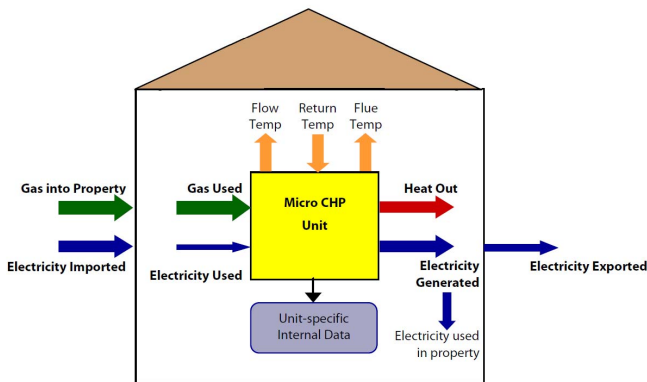 Flow
Temp
Return
Temp
Flue
Temp
Gas into Property
Gas Used
Micro CHP
Unit
Heat Out
Electricity Imported
Electricity Used
Electricity
Generated
Electricity Exported
Unit-specific
Internal Data
Electricity used
in property